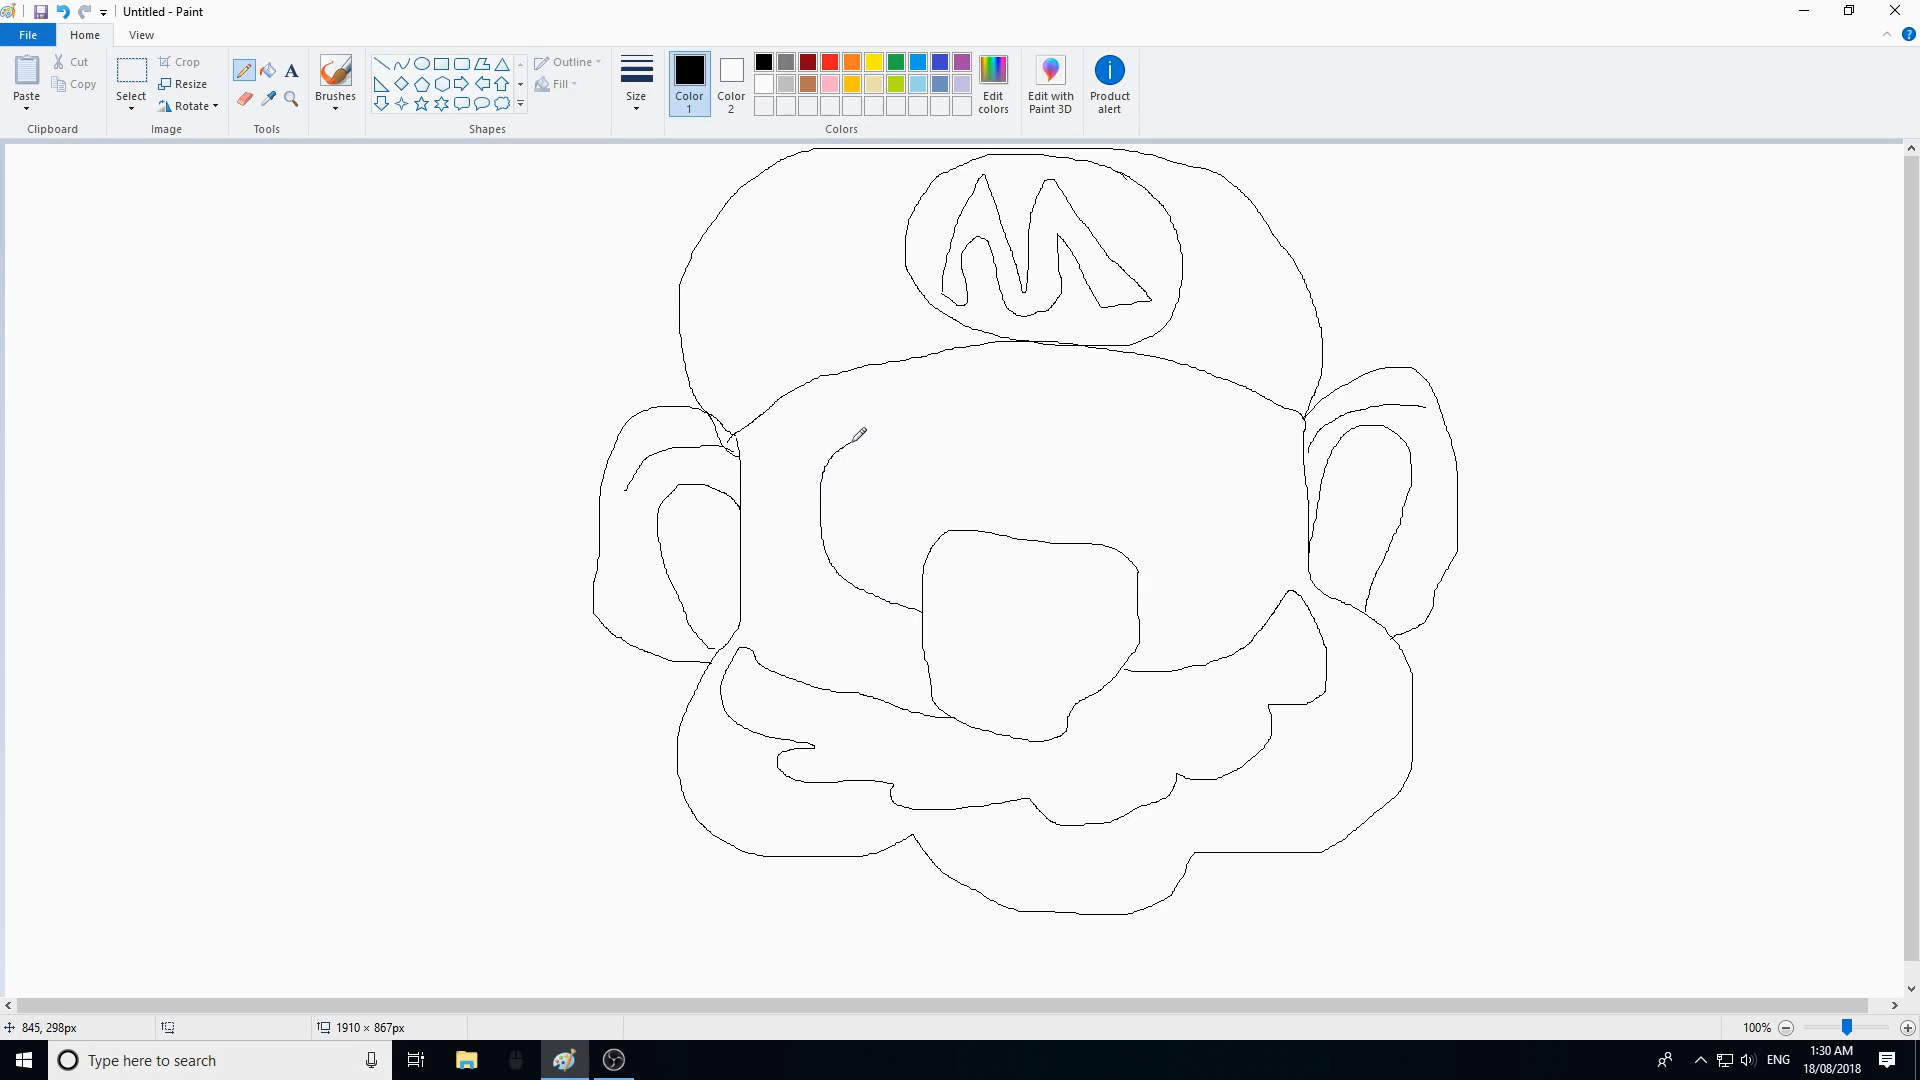 Untitled - Paint
File
Home
View
Paste
Cut
Copy
Clipboard
Select
Crop
Resize
Rotate
Image
Tools
Brushes
Outline
Fill
Shapes
Size
Color 1
Color 2
Edit colors
Colors
Edit with Paint 3D
Product alert
M
845, 298px
1910 × 867px
100%
Type here to search
ENG
1:30 AM
18/08/2018